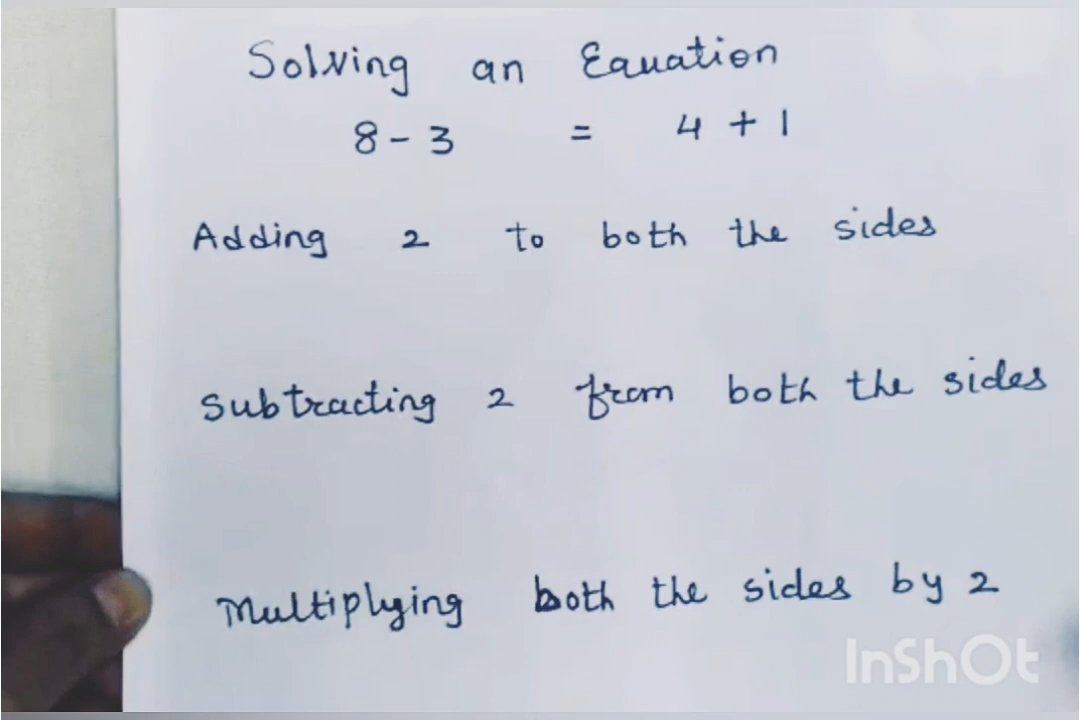 Solving an Equation
8 - 3 = 4 + 1
Adding 2 to both the sides
Subtracting 2 from both the sides
Multiplying both the sides by 2
InShOt